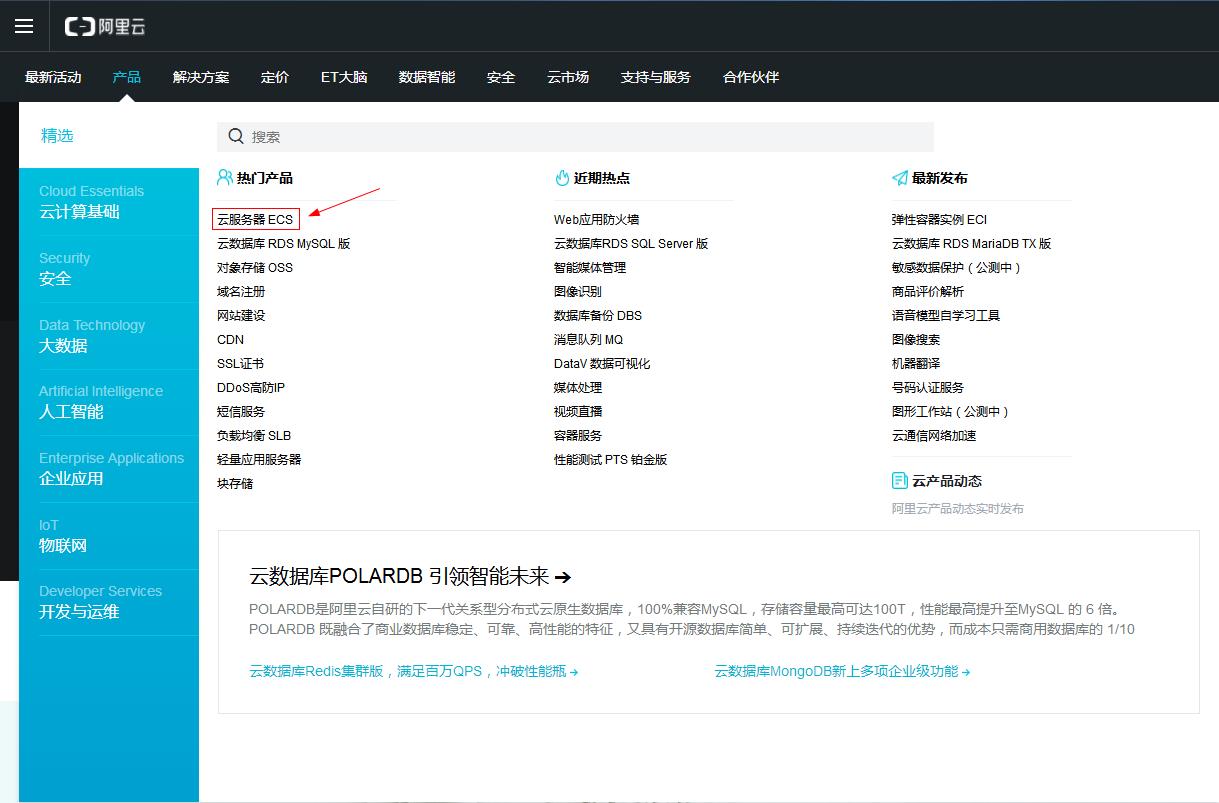 阿里云
最新活动 产品 解决方案 定价 ET大脑 数据智能 安全 云市场 支持与服务 合作伙伴
精选
搜索
Cloud Essentials
云计算基础
Security
安全
Data Technology
大数据
Artificial Intelligence
人工智能
Enterprise Applications
企业应用
IoT
物联网
Developer Services
开发与运维
热门产品
云服务器 ECS
云数据库 RDS MySQL 版
对象存储 OSS
域名注册
网站建设
CDN
SSL证书
DDoS高防IP
短信服务
负载均衡 SLB
轻量应用服务器
块存储
近期热点
Web应用防火墙
云数据库RDS SQL Server 版
智能媒体管理
图像识别
数据库备份 DBS
消息队列 MQ
DataV 数据可视化
媒体处理
视频直播
容器服务
性能测试 PTS 铂金版
最新发布
弹性容器实例 ECI
云数据库 RDS MariaDB TX 版
敏感数据保护（公测中）
商品评价解析
语音模型自学习工具
图像搜索
机器翻译
号码认证服务
图形工作站（公测中）
云通信网络加速
云产品动态
阿里云产品动态实时发布
云数据库POLARDB 引领智能未来 →
POLARDB是阿里云自研的下一代关系型分布式云原生数据库，100%兼容MySQL，存储容量最高可达100T，性能最高提升至MySQL 的 6 倍。
POLARDB 既融合了商业数据库稳定、可靠、高性能的特征，又具有开源数据库简单、可扩展、持续迭代的优势，而成本只需商用数据库的 1/10
云数据库Redis集群版，满足百万QPS，冲破性能瓶→
云数据库MongoDB新上多项企业级功能→